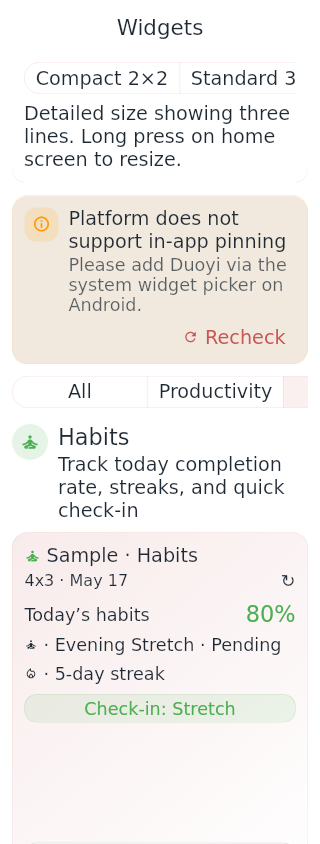 Widgets
Compact 2×2
Standard 3
Detailed size showing three
lines. Long press on home
screen to resize.
Platform does not
support in-app pinning
Please add Duoyi via the
system widget picker on
Android.
Recheck
All
Productivity
Habits
Track today completion
rate, streaks, and quick
check-in
Sample · Habits
4x3 · May 17
Today’s habits
80%
· Evening Stretch · Pending
· 5-day streak
Check-in: Stretch